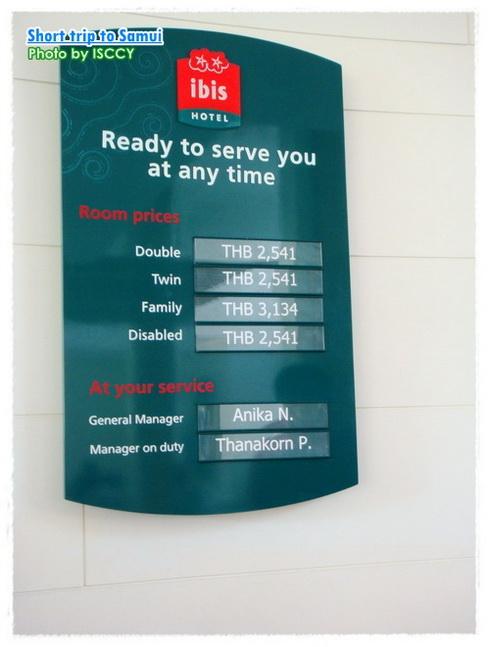 Short trip to Samui
Photo by ISCCY
ibis
HOTEL
Ready to serve you
at any time
Room prices
Double THB 2,541
Twin THB 2,541
Family THB 3,134
Disabled THB 2,541
At your service
General Manager Anika N.
Manager on duty Thanakorn P.